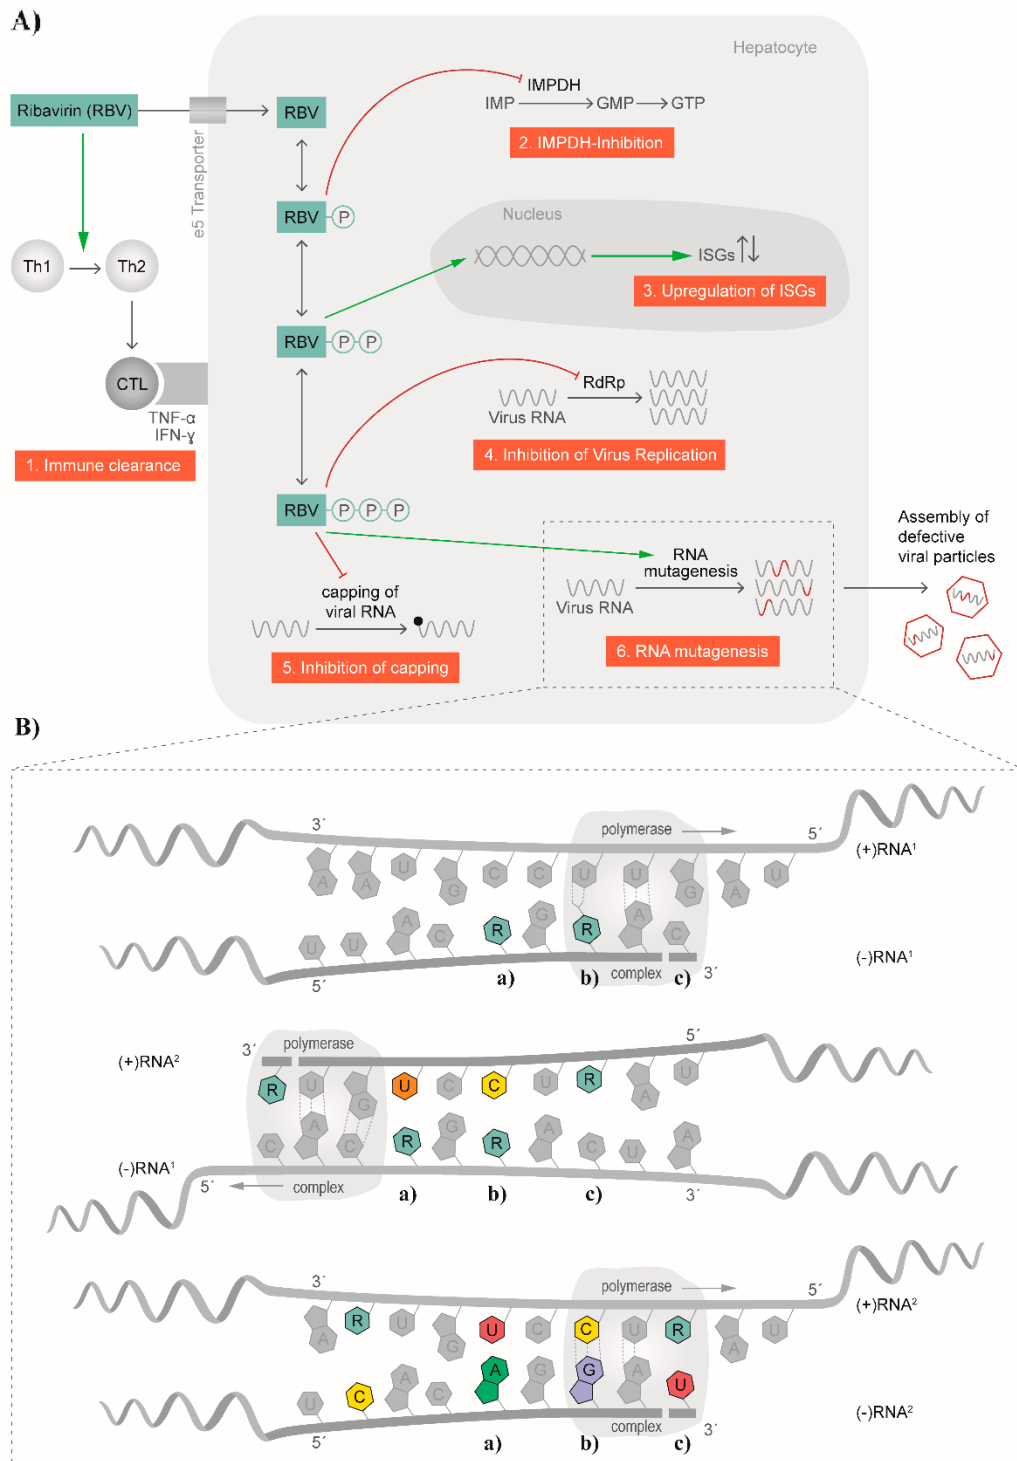 A)
Hepatocyte
Ribavirin (RBV)
e5 Transporter
RBV
IMPDH
IMP GMP GTP
2. IMPDH-Inhibition
RBV P
Nucleus
Th1 Th2
ISGs
3. Upregulation of ISGs
RBV P P
CTL
TNF-α
IFN-ɣ
1. Immune clearance
RdRp
Virus RNA
4. Inhibition of Virus Replication
RBV P P P
Assembly of
defective
viral particles
RNA
mutagenesis
Virus RNA
6. RNA mutagenesis
capping of
viral RNA
5. Inhibition of capping
B)
3´ polymerase 5´
(+)RNA¹
A A U G C C U U G A U
U U A C R G R A C
(-)RNA¹
5´ complex 3´
a) b) c)
(+)RNA² 3´ polymerase 5´
R U G U C C U R A U
C A C R G R A C U A
(-)RNA¹
5´ complex 3´
a) b) c)
3´ polymerase 5´
(+)RNA²
A R U G U C C U R A U
U C A C A G G A U
(-)RNA²
5´ complex 3´
a) b) c)